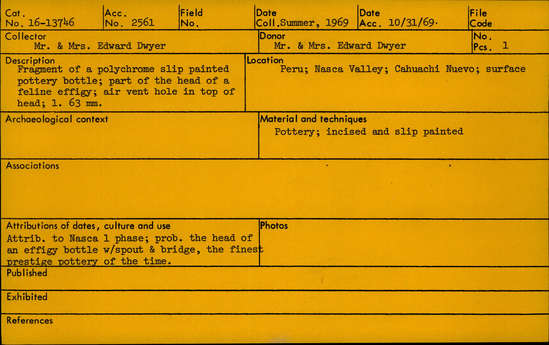 Cat. Acc. Field Date Date File
No. 16-13746 No. 2561 No. Coll. Summer, 1969 Acc. 10/31/69. Code
Collector Donor No.
Mr. & Mrs. Edward Dwyer Mr. & Mrs. Edward Dwyer Pcs. 1
Description
Fragment of a polychrome slip painted
pottery bottle; part of the head of a
feline effigy; air vent hole in top of
head; l. 63 mm.
Location
Peru; Nasca Valley; Cahuachi Nuevo; surface
Archaeological context
Material and techniques
Pottery; incised and slip painted
Associations
Attributions of dates, culture and use
Attrib. to Nasca 1 phase; prob. the head of
an effigy bottle w/spout & bridge, the finest
prestige pottery of the time.
Photos
Published
Exhibited
References